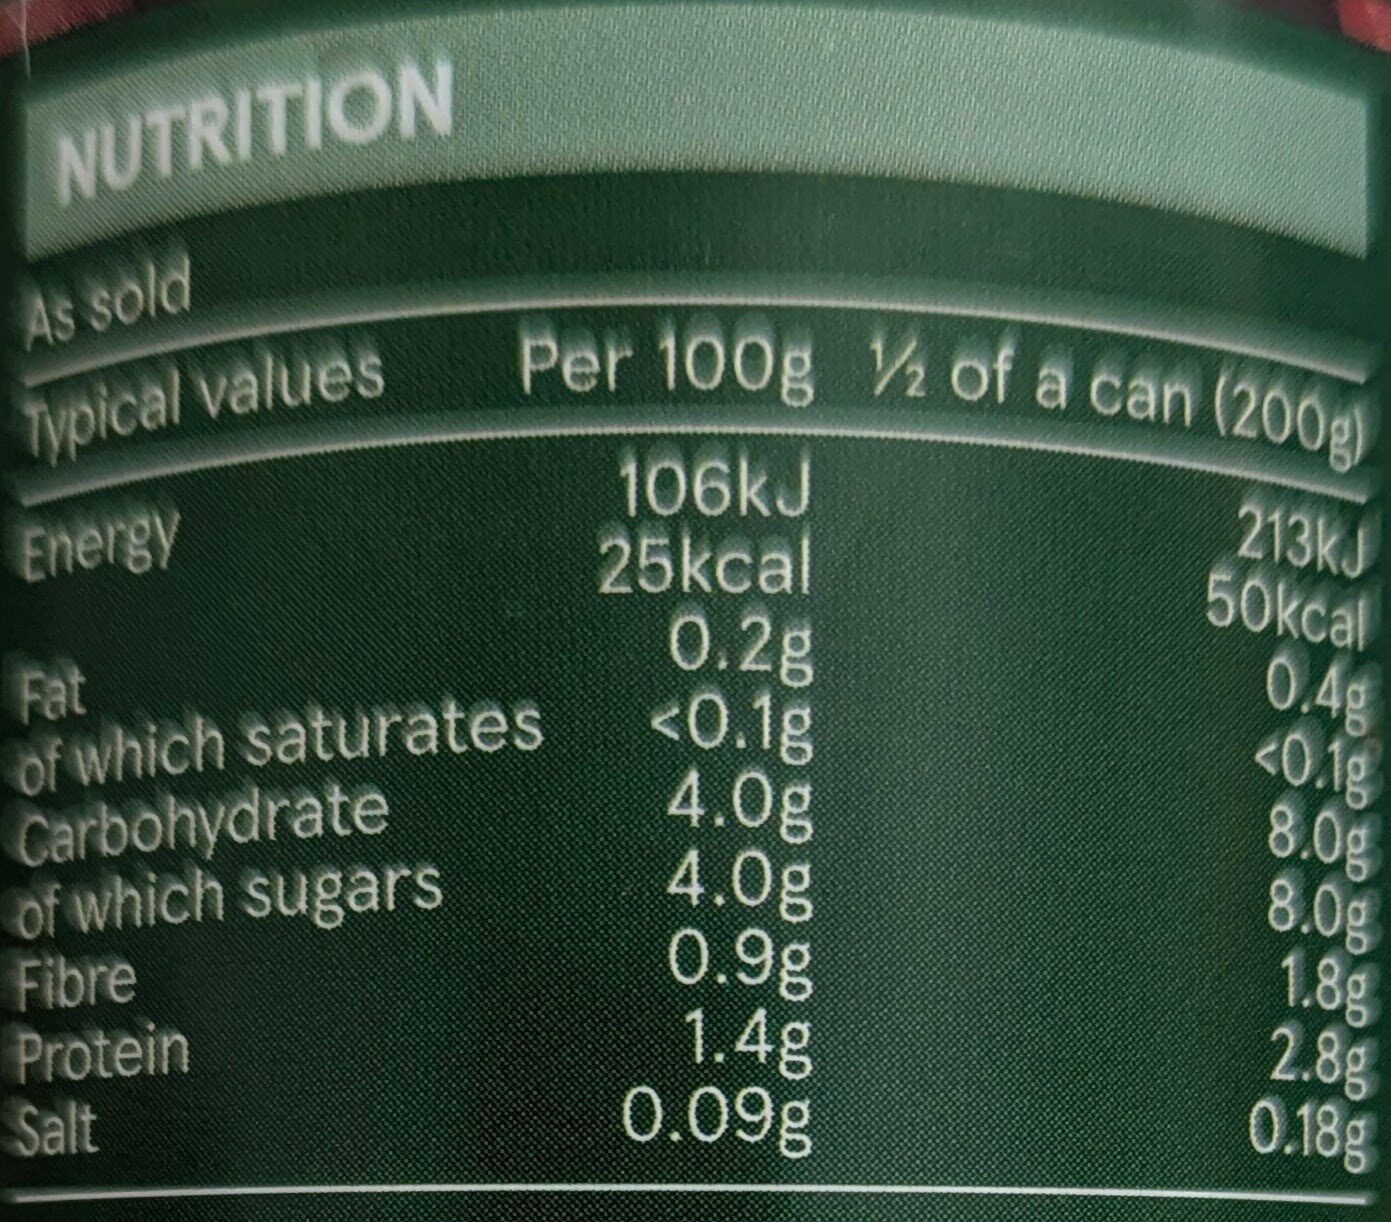 NUTRITION
As sold
Typical values Per 100g ½ of a can (200g)
Energy 106kJ 213kJ
25kcal 50kcal
Fat 0.2g 0.4g
of which saturates <0.1g <0.1g
Carbohydrate 4.0g 8.0g
of which sugars 4.0g 8.0g
Fibre 0.9g 1.8g
Protein 1.4g 2.8g
Salt 0.09g 0.18g